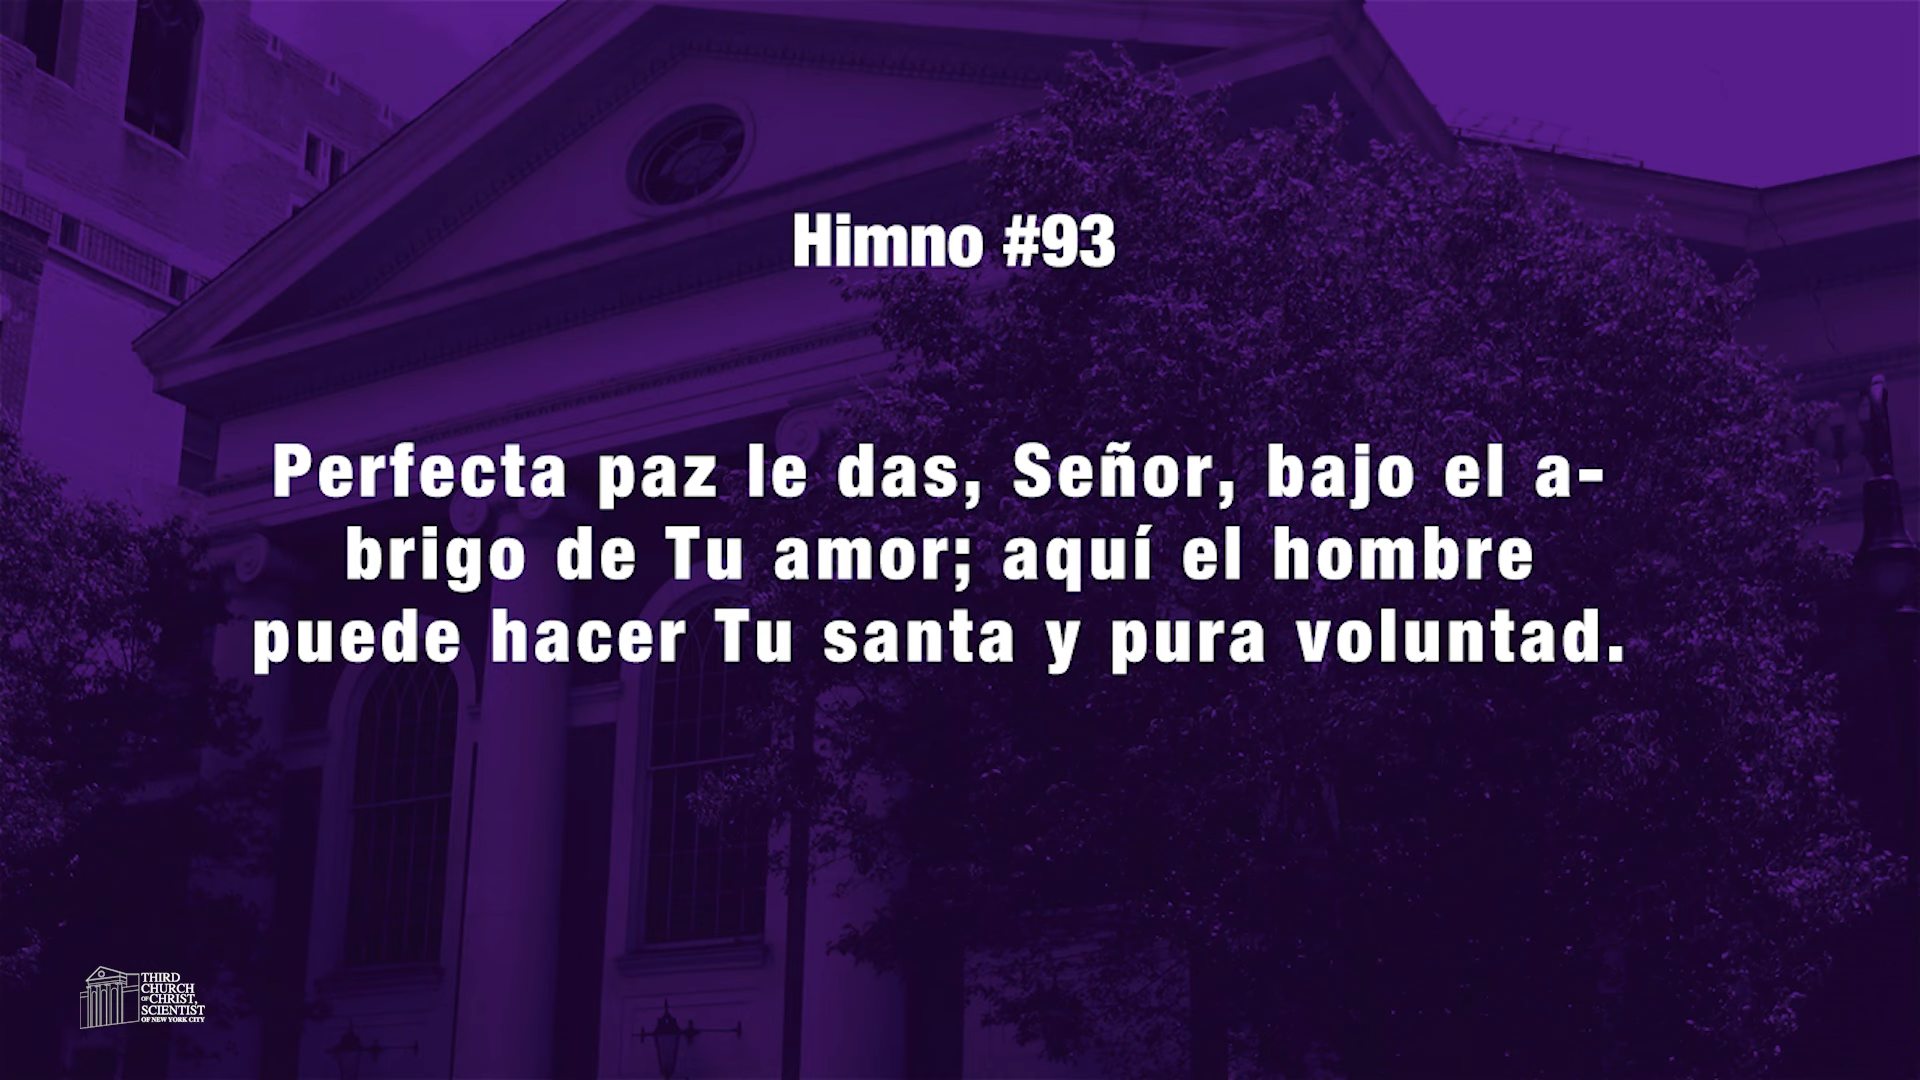 Himno #93
Perfecta paz le das, Señor, bajo el a-
brigo de Tu amor; aquí el hombre
puede hacer Tu santa y pura voluntad.
THIRD
CHURCH
OF CHRIST,
SCIENTIST
OF NEW YORK CITY